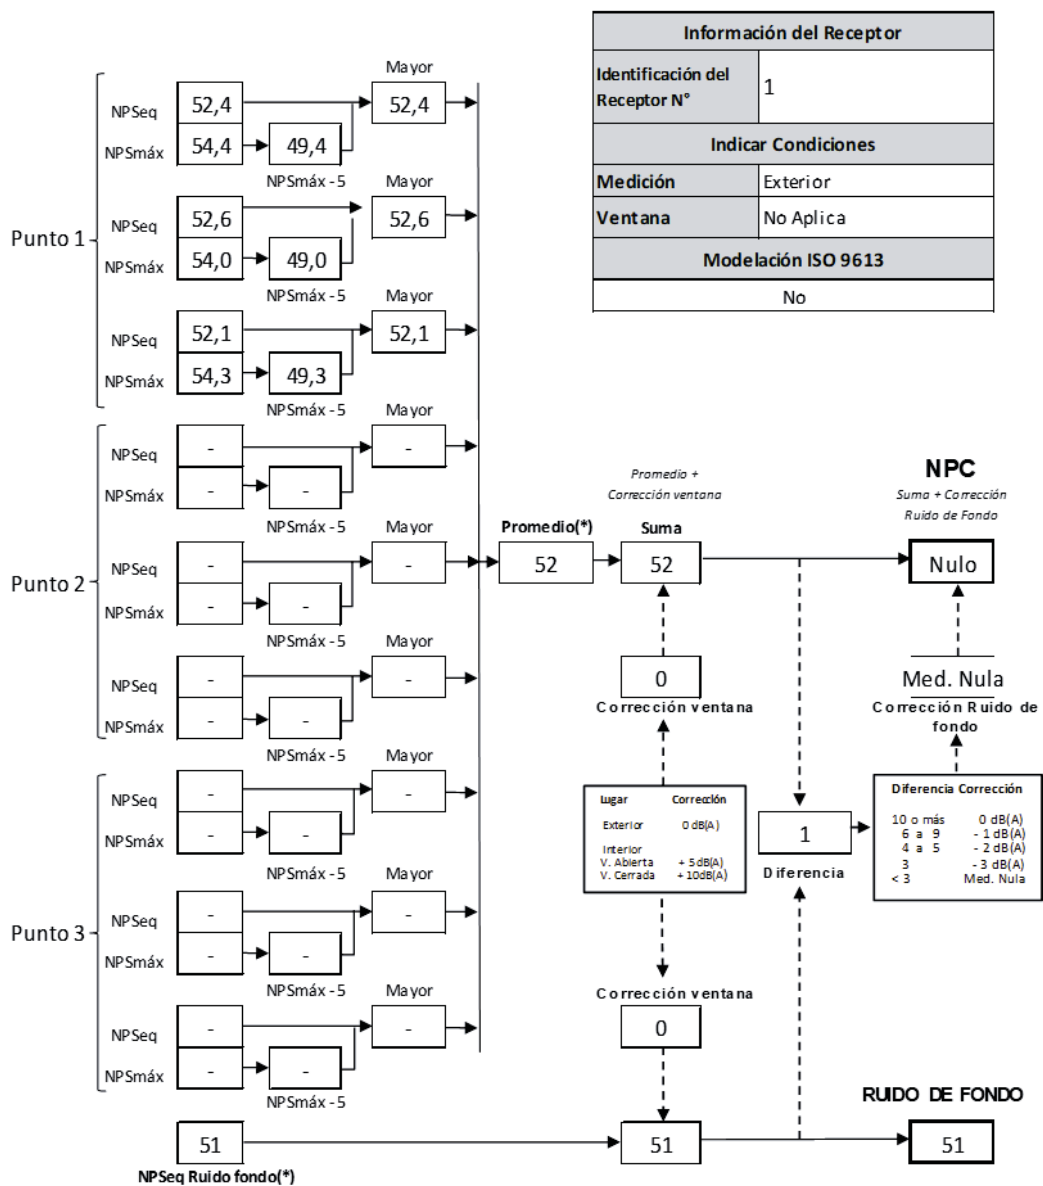 Información del Receptor
Identificación del Receptor N° 1
Indicar Condiciones
Medición Exterior
Ventana No Aplica
Modelación ISO 9613
No
Punto 1
Mayor
NPSeq 52,4 52,4
NPSmáx 54,4 49,4
NPSmáx - 5
Mayor
NPSeq 52,6 52,6
NPSmáx 54,0 49,0
NPSmáx - 5
Mayor
NPSeq 52,1 52,1
NPSmáx 54,3 49,3
NPSmáx - 5
Punto 2
Mayor
NPSeq - -
NPSmáx - -
NPSmáx - 5
Mayor
NPSeq - -
NPSmáx - -
NPSmáx - 5
Mayor
NPSeq - -
NPSmáx - -
NPSmáx - 5
Punto 3
Mayor
NPSeq - -
NPSmáx - -
NPSmáx - 5
Mayor
NPSeq - -
NPSmáx - -
NPSmáx - 5
Mayor
NPSeq - -
NPSmáx - -
NPSmáx - 5
51
NPSeq Ruido fondo(*)
Promedio(*)
52
Promedio +
Corrección ventana
Suma
52
0
Corrección ventana
Lugar Corrección
Exterior 0 dB(A)
Interior
V. Abierta + 5dB(A)
V. Cerrada + 10dB(A)
Corrección ventana
0
51
1
Diferencia
NPC
Suma + Corrección
Ruido de Fondo
Nulo
Med. Nula
Corrección Ruido de
fondo
Diferencia Corrección
10 o más 0 dB(A)
6 a 9 - 1 dB(A)
4 a 5 - 2 dB(A)
3 - 3 dB(A)
< 3 Med. Nula
RUIDO DE FONDO
51